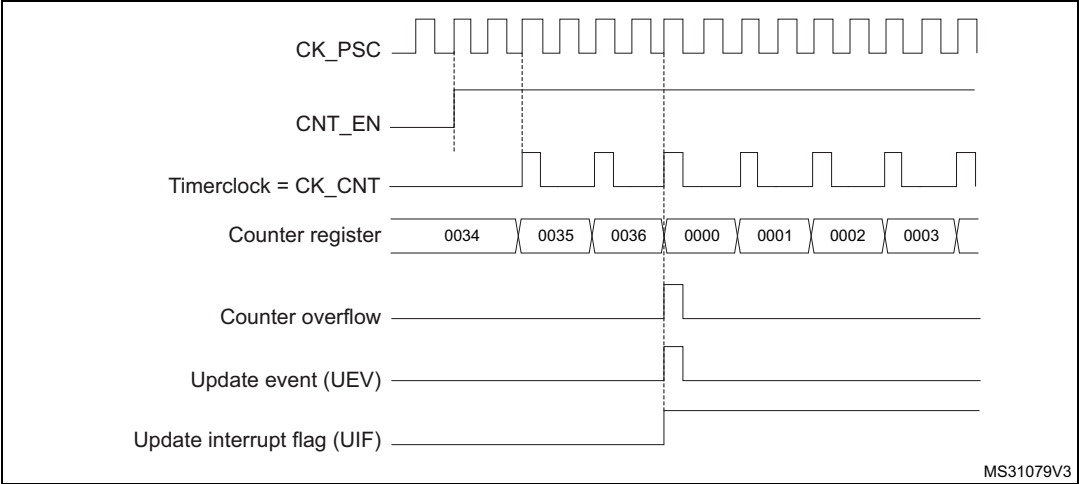 CK_PSC
CNT_EN
Timerclock = CK_CNT
Counter register 0034 0035 0036 0000 0001 0002 0003
Counter overflow
Update event (UEV)
Update interrupt flag (UIF)
MS31079V3